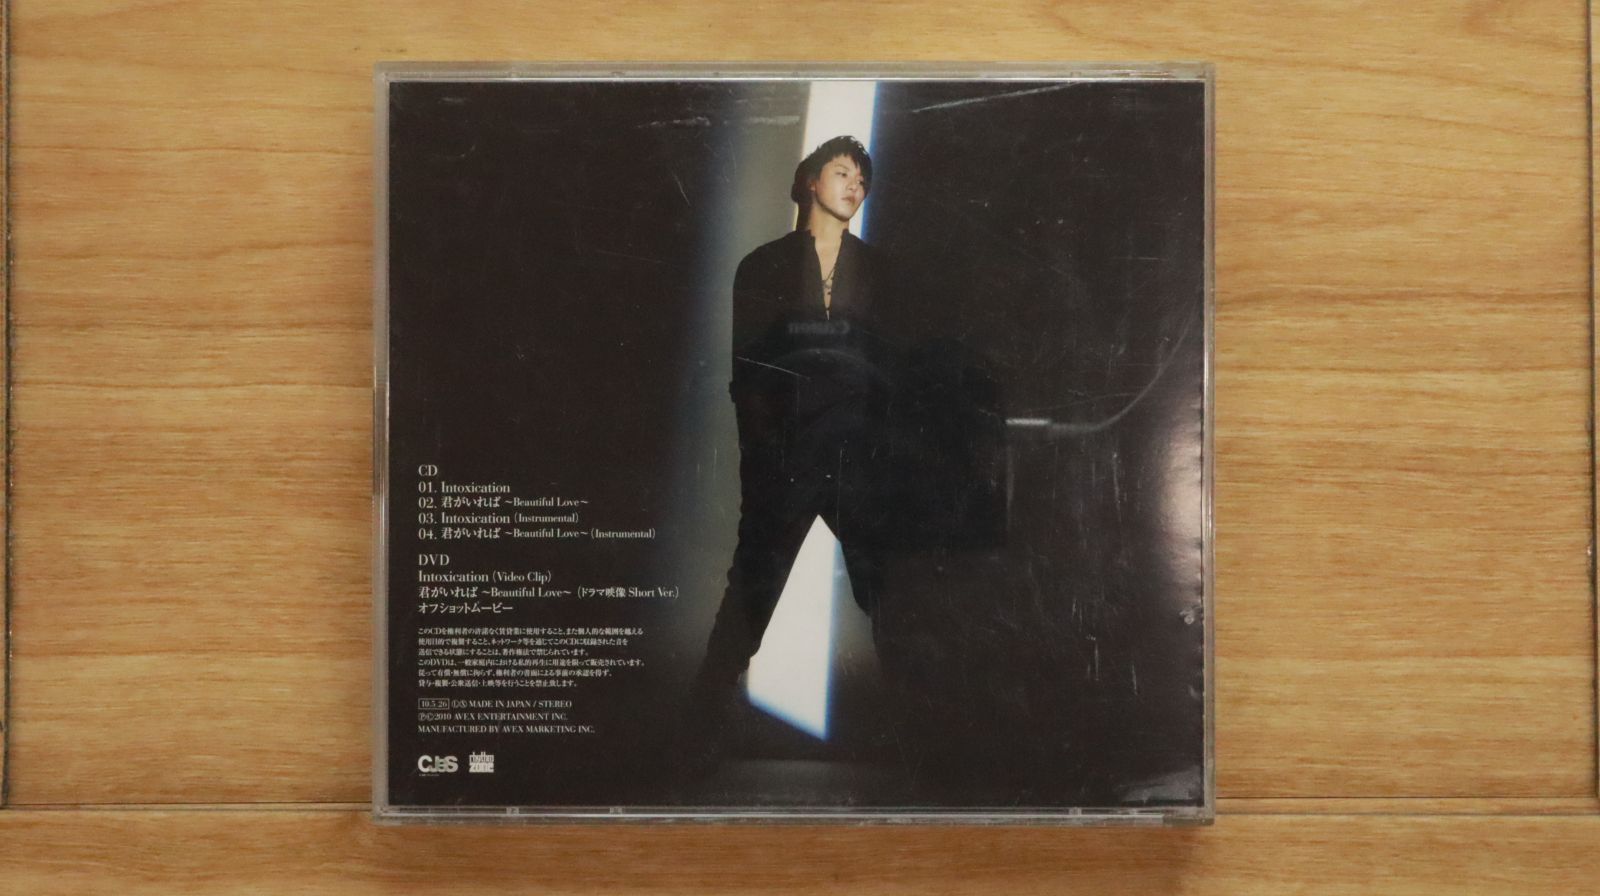 Canon
CD
01. Intoxication
02. 君がいれば ～Beautiful Love～
03. Intoxication (Instrumental)
04. 君がいれば ～Beautiful Love～ (Instrumental)
DVD
Intoxication (Video Clip)
君がいれば ～Beautiful Love～ (ドラマ映像 Short Ver.)
オフショットムービー
このCDを権利者の許諾なく賃貸業に使用すること、また個人的な範囲を越える
使用目的で複製すること、ネットワーク等を通じてこのCDに収録された音を
送信できる状態にすることは、著作権法で禁じられています。
このDVDは、一般家庭内における私的再生に用途を限って販売されています。
従って有償・無償に拘らず、権利者の書面による事前の承認を得ず、
貸与・複製・公衆送信・上映等を行うことを禁止致します。
10.5.26 ⓁⓍ MADE IN JAPAN / STEREO
ⓅⒸ2010 AVEX ENTERTAINMENT INC.
MANUFACTURED BY AVEX MARKETING INC.
CJeS
rhythm zone